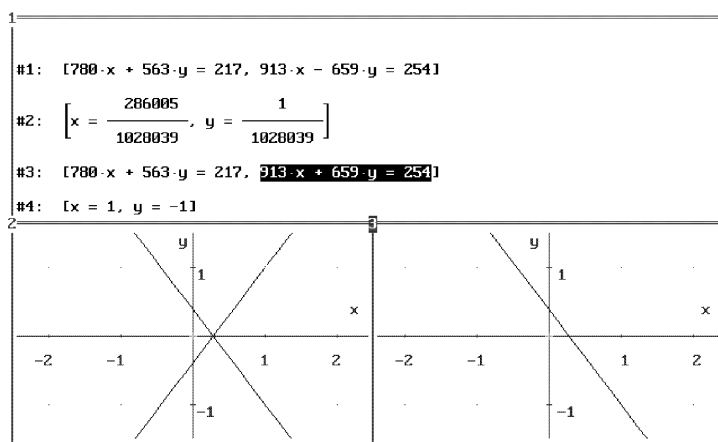 1
#1: [780·x + 563·y = 217, 913·x - 659·y = 254]
#2: [x = 286005/1028039, y = 1/1028039]
#3: [780·x + 563·y = 217, 913·x + 659·y = 254]
#4: [x = 1, y = -1]
2 3
y y
1 1
x x
-2 -1 1 2 -2 -1 1 2
-1 -1